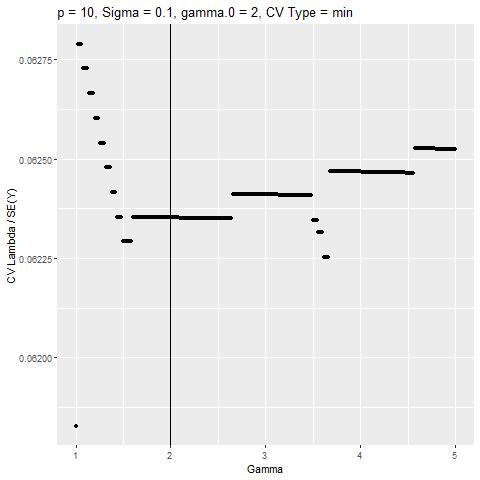 p = 10, Sigma = 0.1, gamma.0 = 2, CV Type = min
0.06275
0.06250
0.06225
0.06200
CV Lambda / SE(Y)
1 2 3 4 5
Gamma